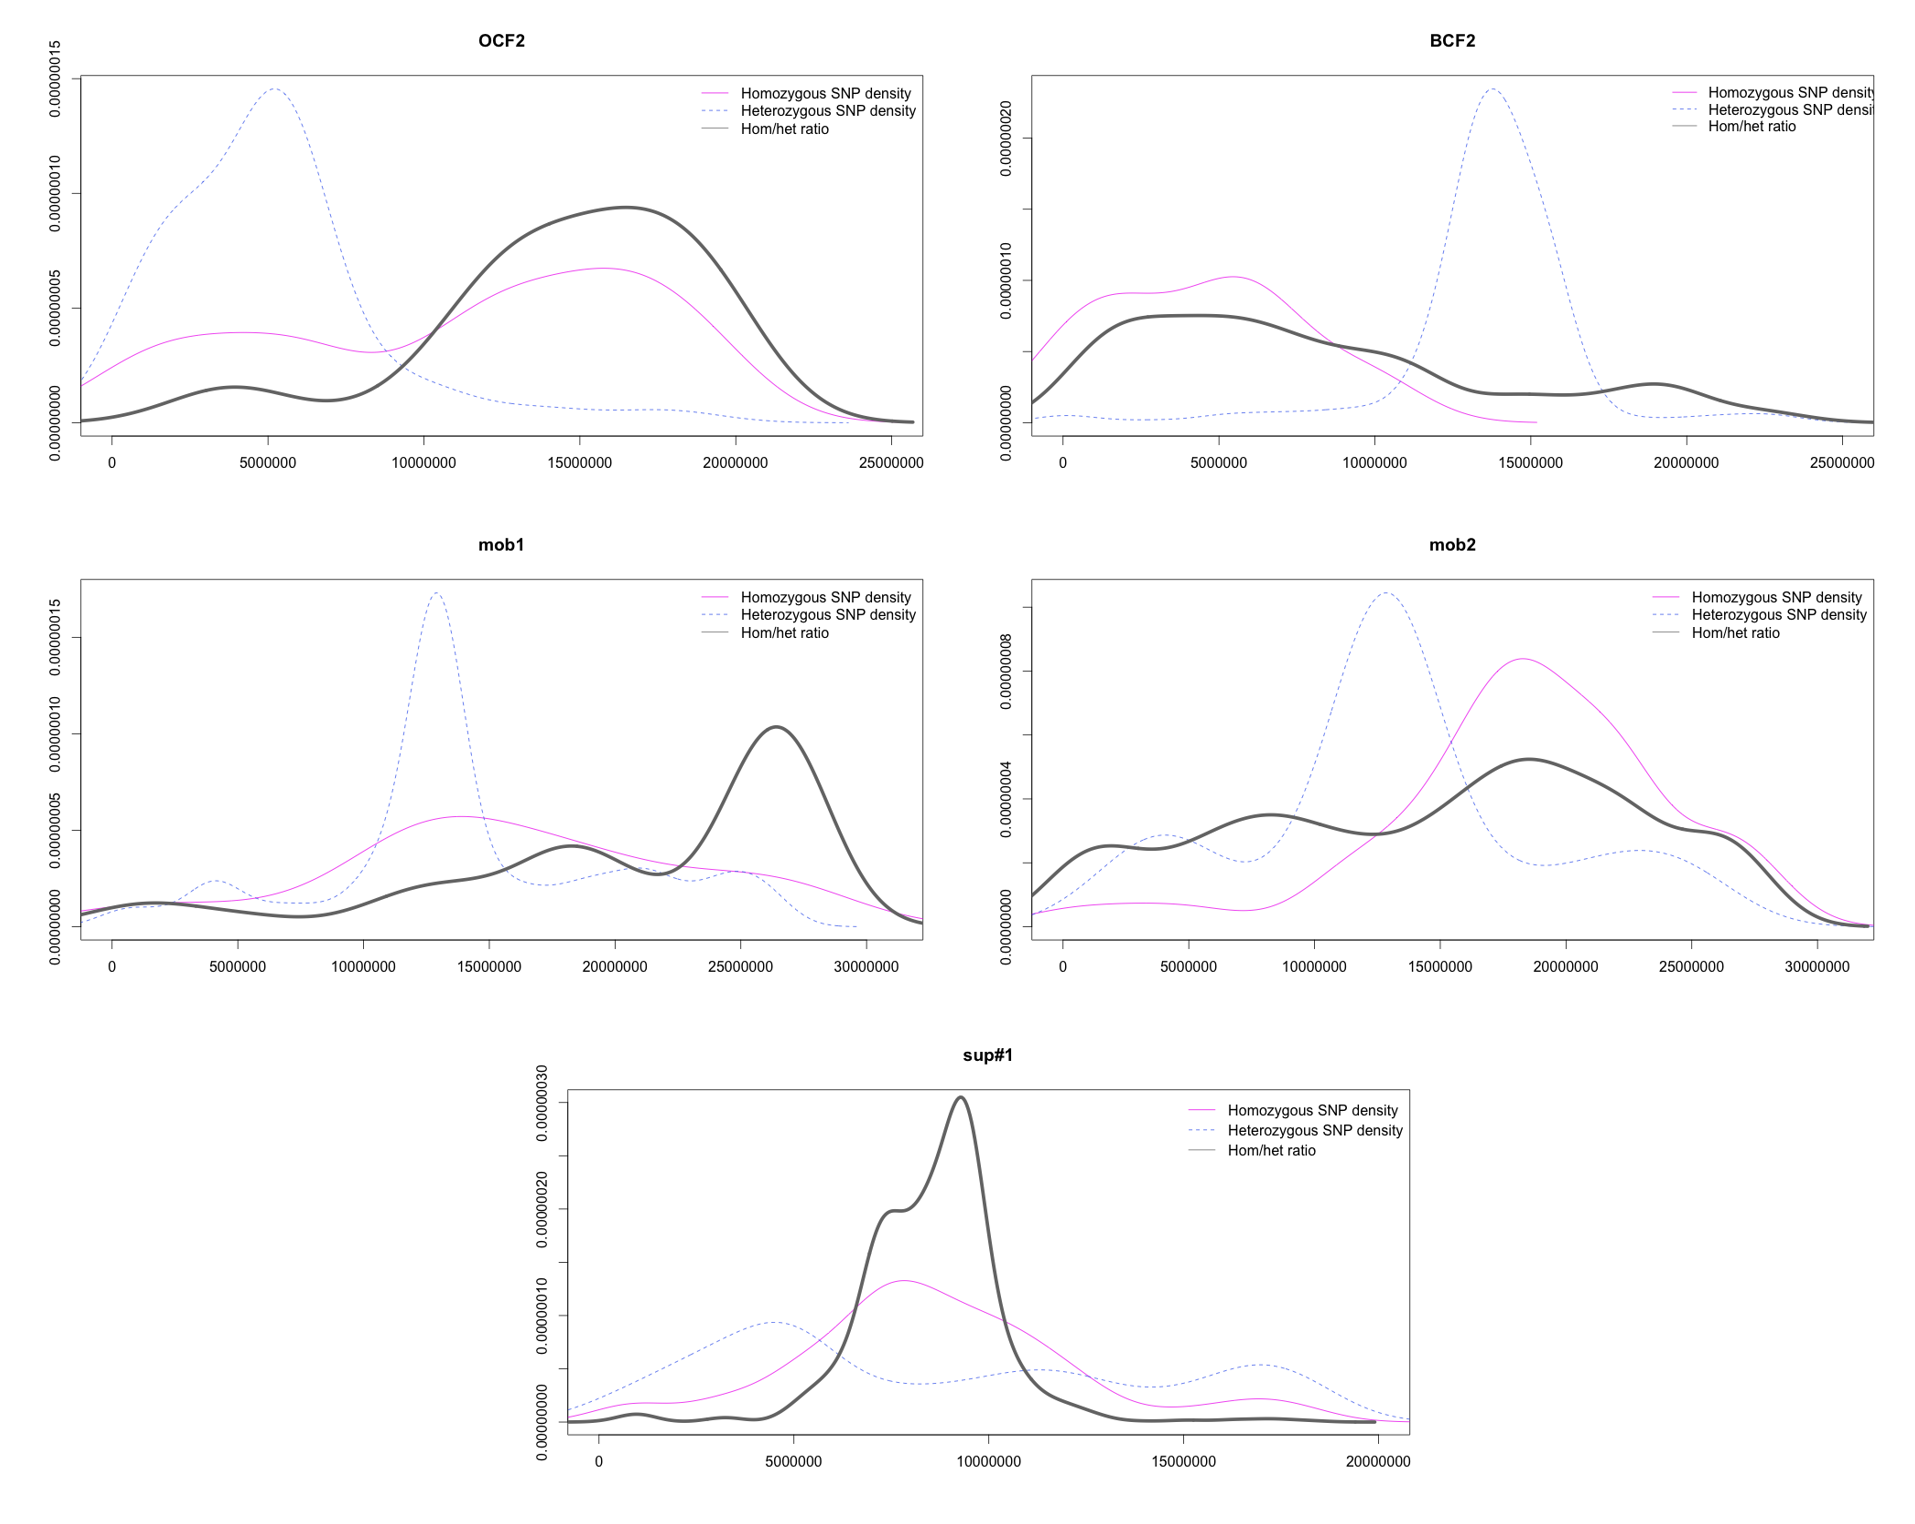 OCF2
0.00000000 0.00000005 0.00000010 0.00000015
Homozygous SNP density
Heterozygous SNP density
Hom/het ratio
0 5000000 10000000 15000000 20000000 25000000
BCF2
0.00000000 0.00000010 0.00000020
Homozygous SNP density
Heterozygous SNP densi
Hom/het ratio
0 5000000 10000000 15000000 20000000 25000000
mob1
0.00000000 0.00000005 0.00000010 0.00000015
Homozygous SNP density
Heterozygous SNP density
Hom/het ratio
0 5000000 10000000 15000000 20000000 25000000 30000000
mob2
0.00000000 0.00000004 0.00000008
Homozygous SNP density
Heterozygous SNP density
Hom/het ratio
0 5000000 10000000 15000000 20000000 25000000 30000000
sup#1
0.00000000 0.00000010 0.00000020 0.00000030
Homozygous SNP density
Heterozygous SNP density
Hom/het ratio
0 5000000 10000000 15000000 20000000